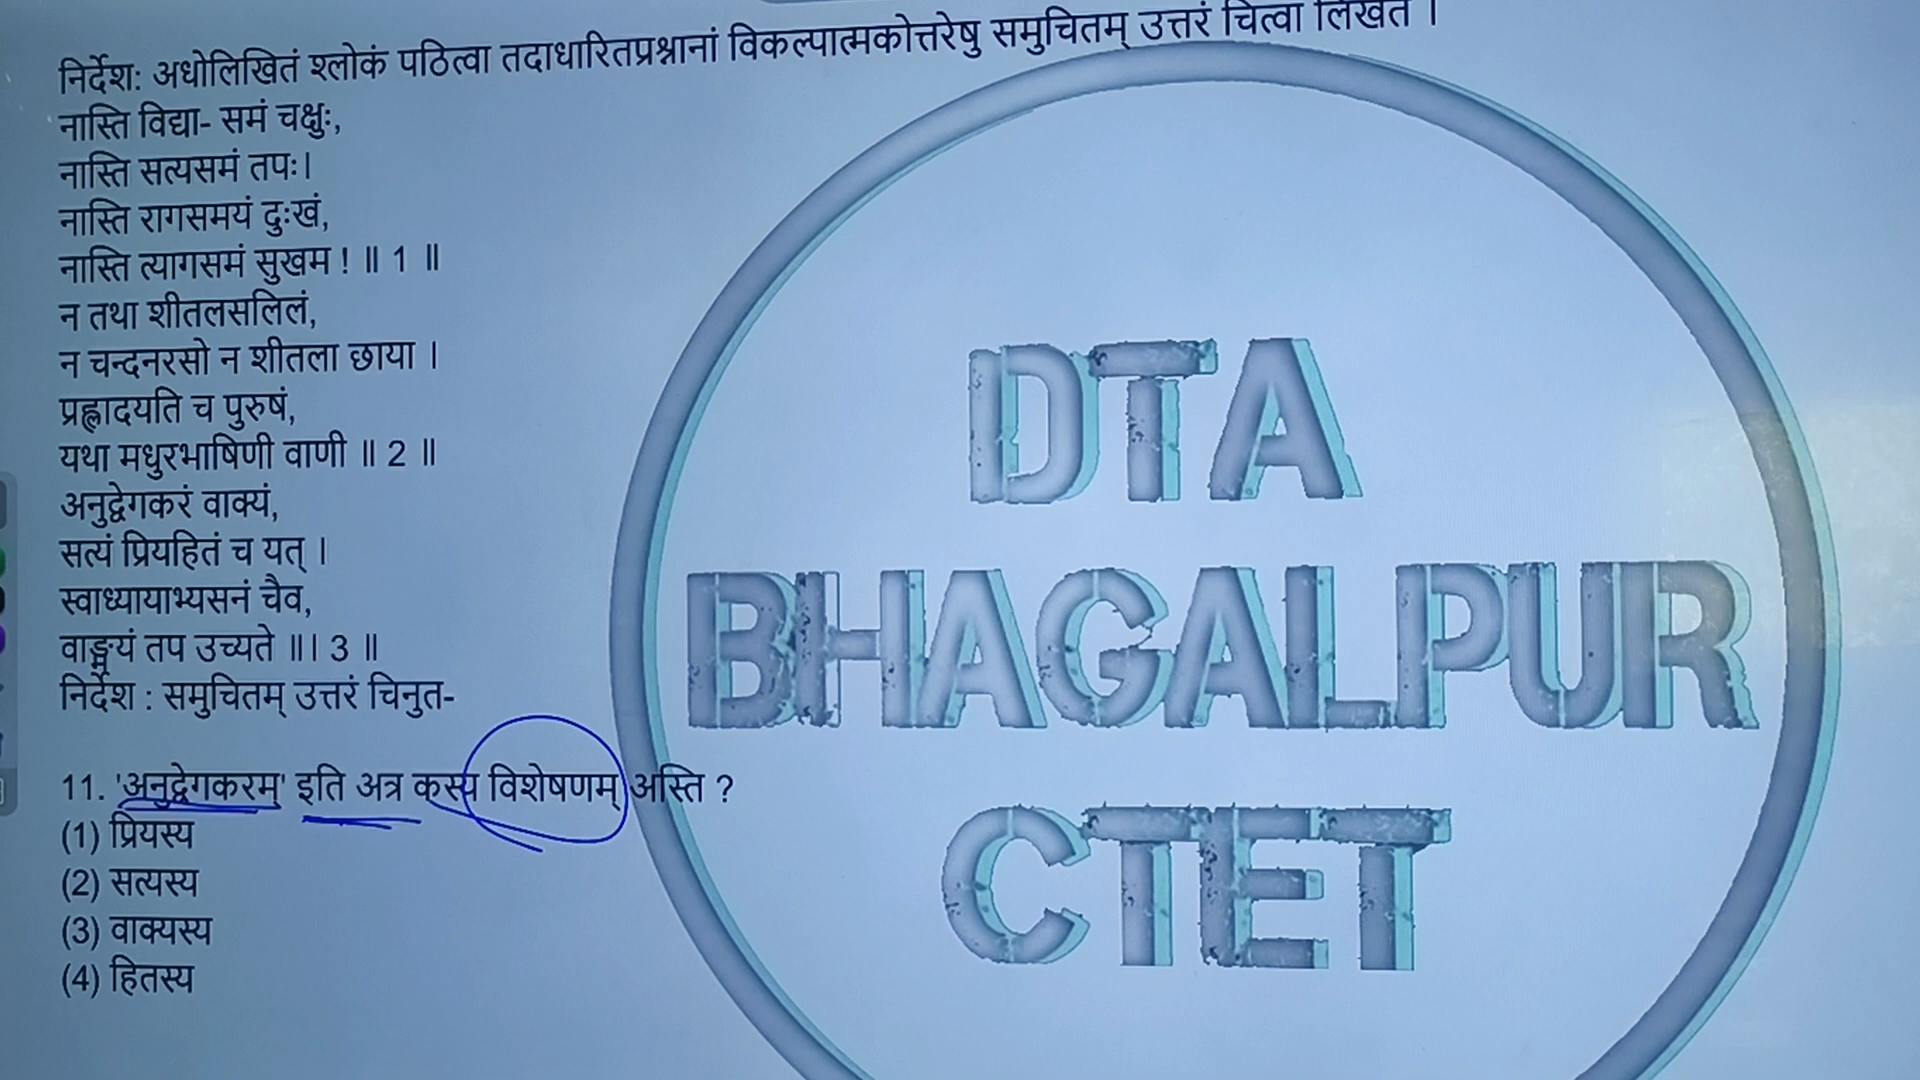 निर्देश: अधोलिखितं श्लोकं पठित्वा तदाधारितप्रश्नानां विकल्पात्मकोत्तरेषु समुचितम् उत्तरं चित्वा लिखत ।
नास्ति विद्या- समं चक्षुः,
नास्ति सत्यसमं तपः।
नास्ति रागसमयं दुःखं,
नास्ति त्यागसमं सुखम ! ॥ 1 ॥
न तथा शीतलसलिलं,
न चन्दनरसो न शीतला छाया ।
प्रह्लादयति च पुरुषं,
यथा मधुरभाषिणी वाणी ॥ 2 ॥
अनुद्वेगकरं वाक्यं,
सत्यं प्रियहितं च यत् ।
स्वाध्यायाभ्यसनं चैव,
वाङ्मयं तप उच्यते ॥। 3 ॥
निर्देश : समुचितम् उत्तरं चिनुत-
11. 'अनुद्वेगकरम्' इति अत्र कस्य विशेषणम् अस्ति ?
(1) प्रियस्य
(2) सत्यस्य
(3) वाक्यस्य
(4) हितस्य
DTA
BHAGALPUR
CTET